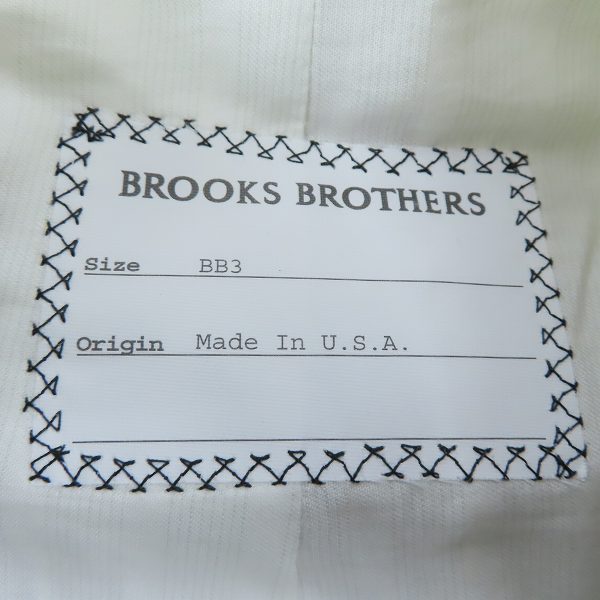 BROOKS BROTHERS
Size BB3
Origin Made In U.S.A.